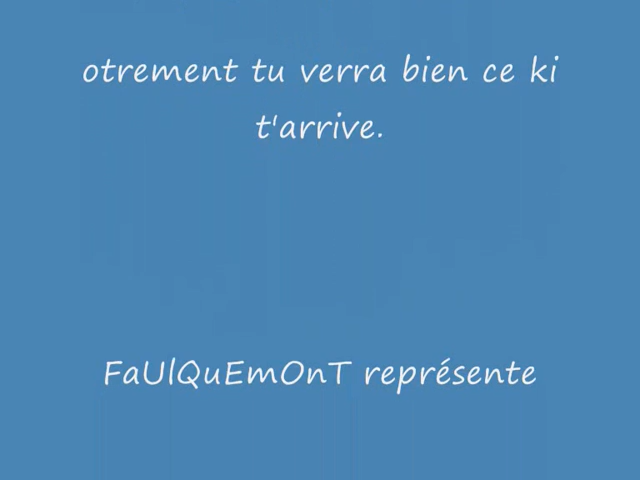 otrement tu verra bien ce ki
t'arrive.
FaUlQuEmOnT représente